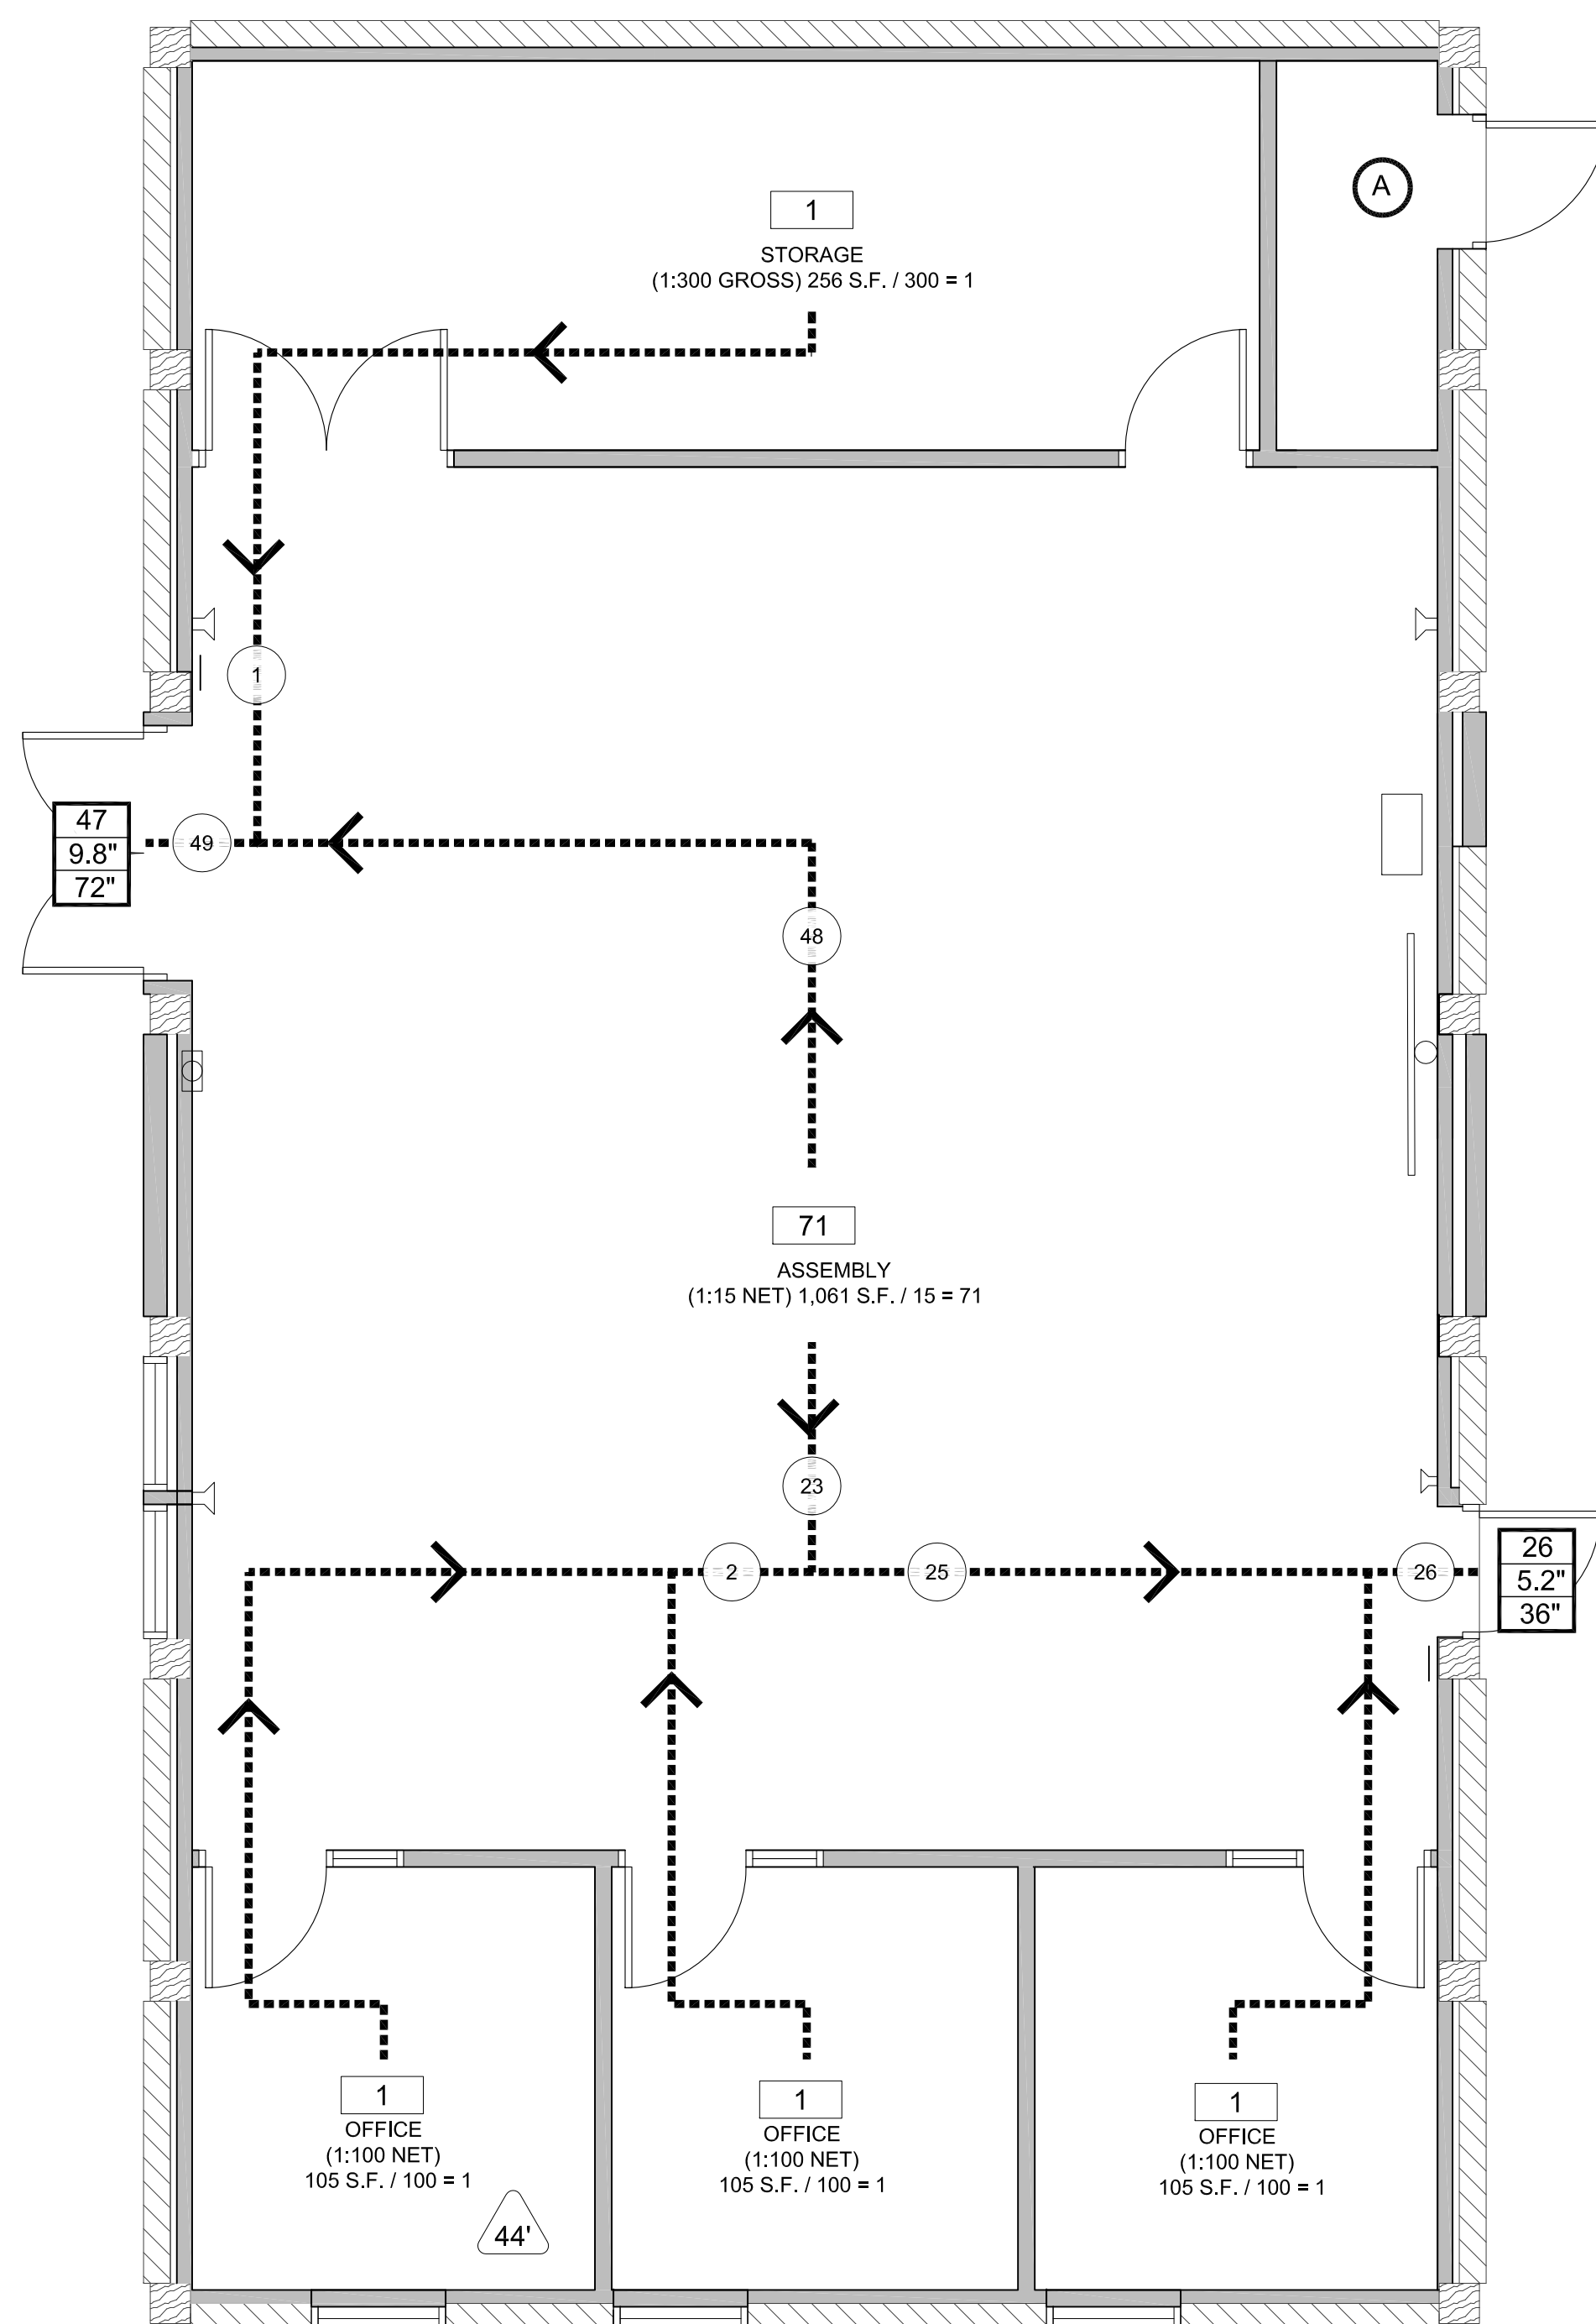 A
1
STORAGE
(1:300 GROSS) 256 S.F. / 300 = 1
1
47
9.8"
72"
49
48
71
ASSEMBLY
(1:15 NET) 1,061 S.F. / 15 = 71
23
2
25
26
26
5.2"
36"
1
OFFICE
(1:100 NET)
105 S.F. / 100 = 1
44'
1
OFFICE
(1:100 NET)
105 S.F. / 100 = 1
1
OFFICE
(1:100 NET)
105 S.F. / 100 = 1